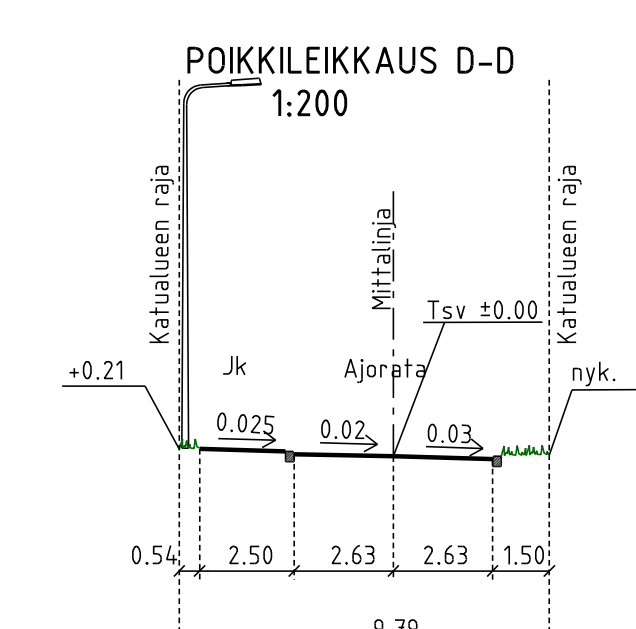 POIKKILEIKKAUS D-D
1:200
Katualueen raja
Mittalinja
Katualueen raja
Tsv ±0.00
+0.21
Jk
Ajorata
nyk.
0.025
0.02
0.03
0.54
2.50
2.63
2.63
1.50